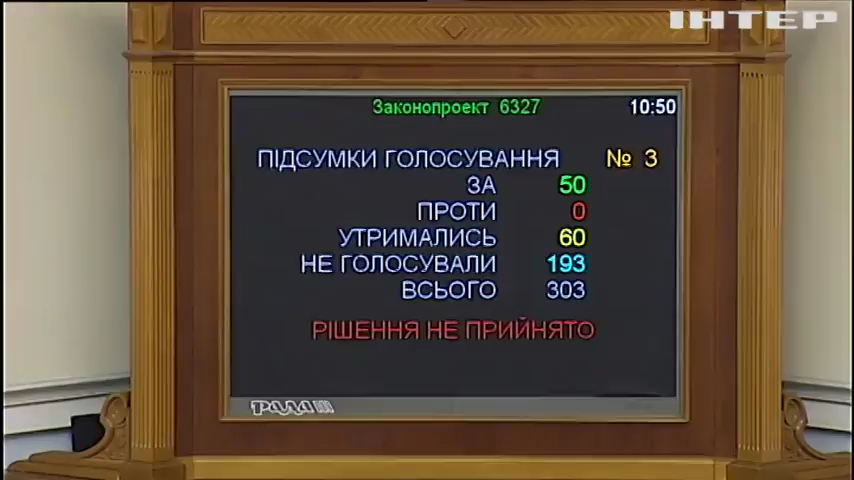 ІНТЕР
Законопроект 6327 10:50
ПІДСУМКИ ГОЛОСУВАННЯ № 3
ЗА 50
ПРОТИ 0
УТРИМАЛИСЬ 60
НЕ ГОЛОСУВАЛИ 193
ВСЬОГО 303
РІШЕННЯ НЕ ПРИЙНЯТО
РАДА